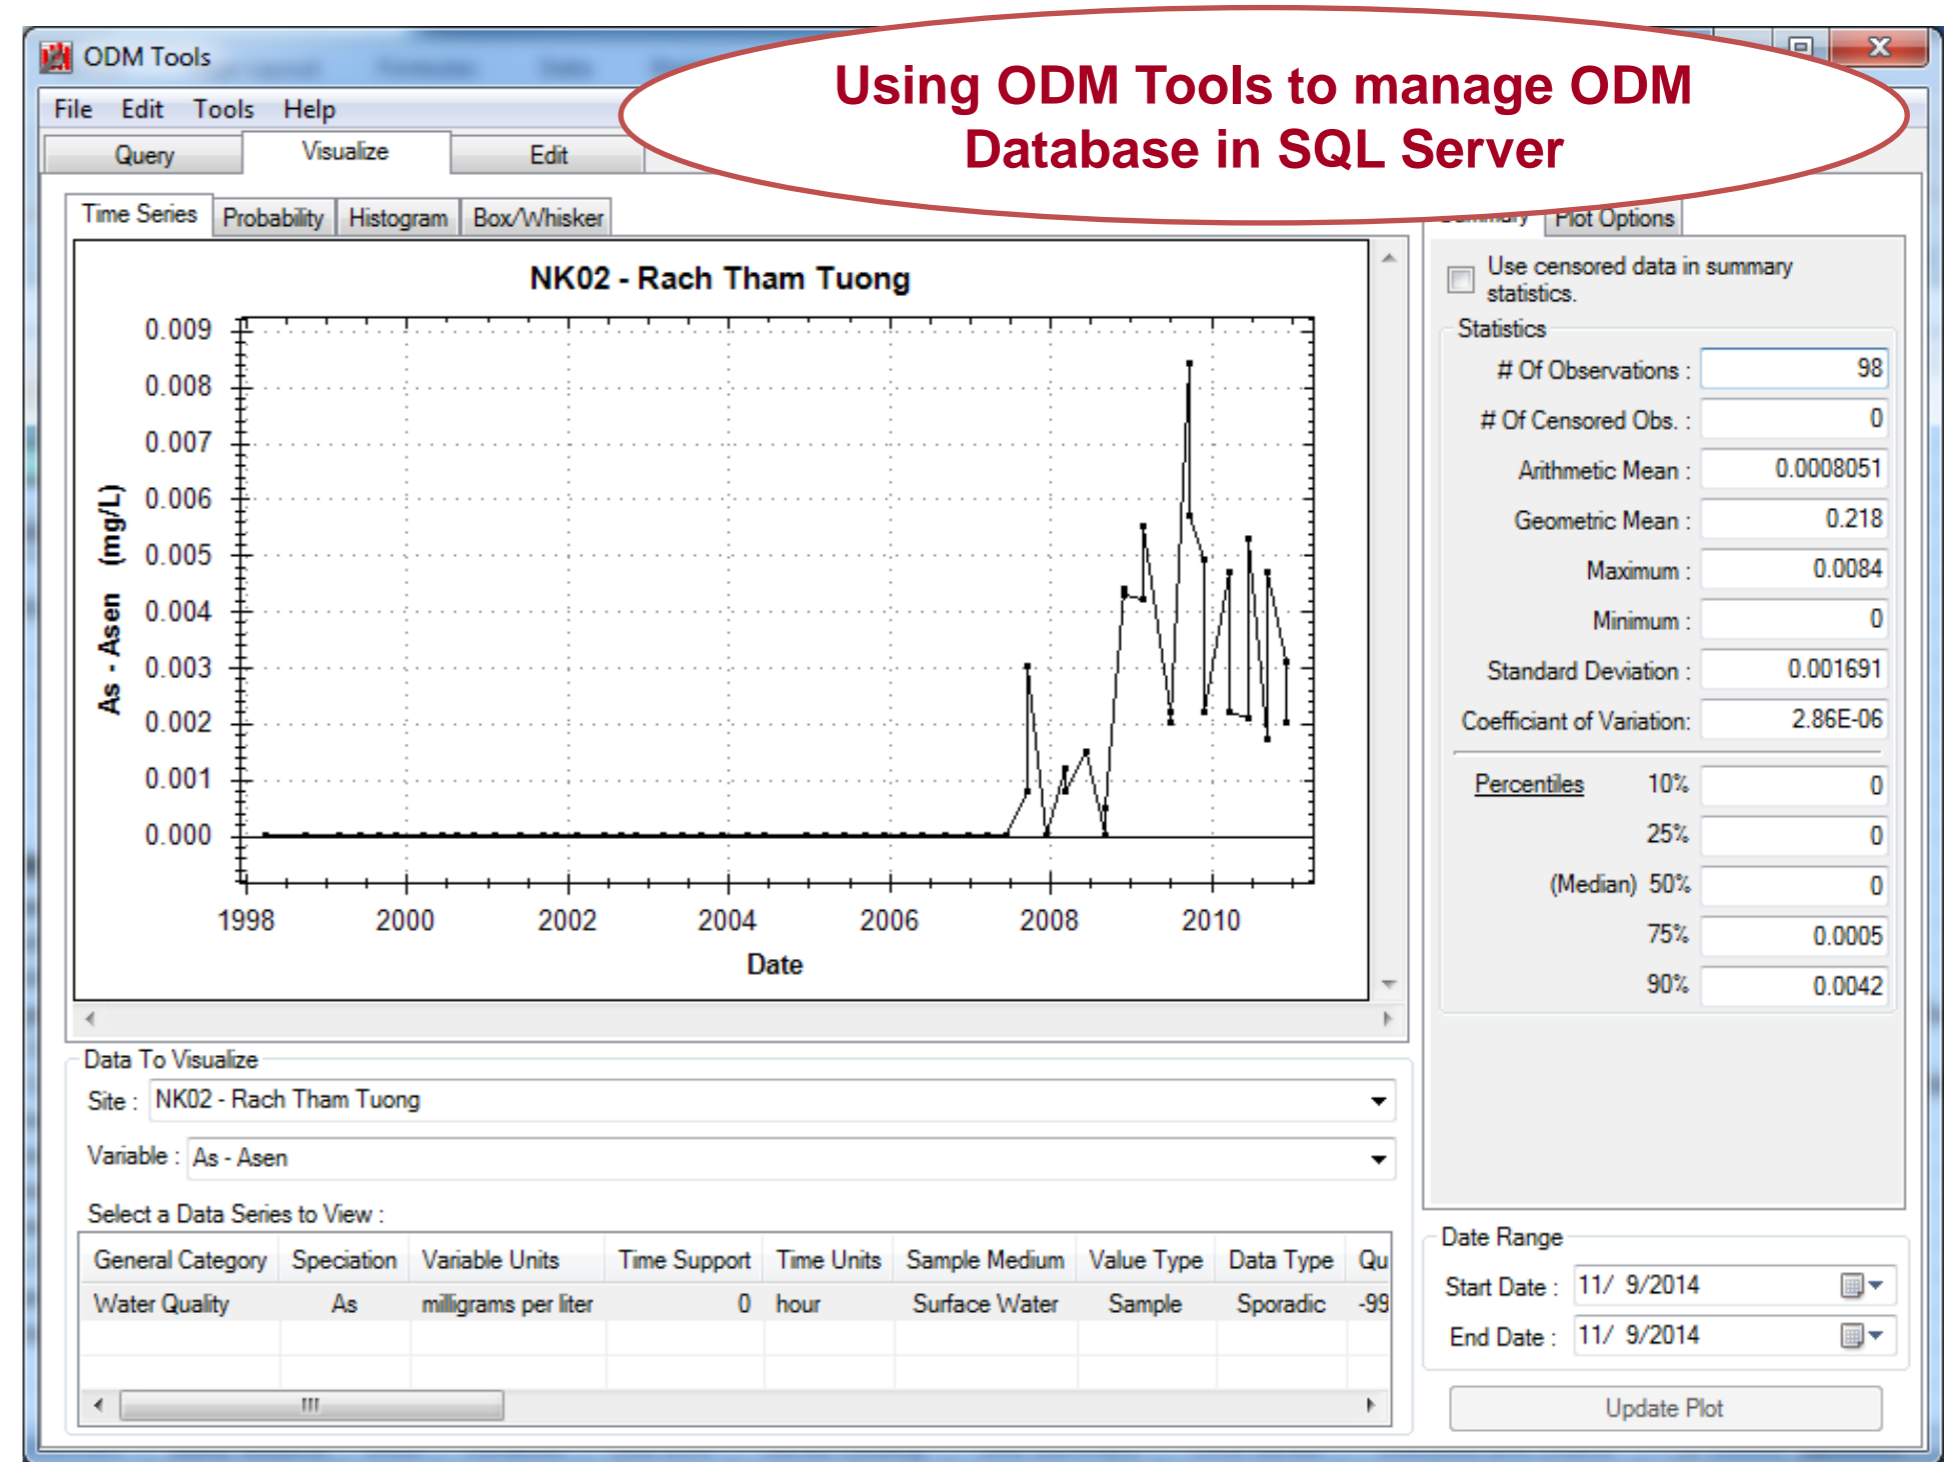 ODM Tools
Using ODM Tools to manage ODM
Database in SQL Server
File Edit Tools Help
Query Visualize Edit
Time Series Probability Histogram Box/Whisker
Summary Plot Options
NK02 - Rach Tham Tuong
0.009
0.008
0.007
0.006
0.005
0.004
0.003
0.002
0.001
0.000
As - Asen (mg/L)
1998 2000 2002 2004 2006 2008 2010
Date
Use censored data in summary
statistics.
Statistics
# Of Observations : 98
# Of Censored Obs. : 0
Arithmetic Mean : 0.0008051
Geometric Mean : 0.218
Maximum : 0.0084
Minimum : 0
Standard Deviation : 0.001691
Coefficiant of Variation: 2.86E-06
Percentiles 10% 0
25% 0
(Median) 50% 0
75% 0.0005
90% 0.0042
Data To Visualize
Site : NK02 - Rach Tham Tuong
Variable : As - Asen
Select a Data Series to View :
General Category Speciation Variable Units Time Support Time Units Sample Medium Value Type Data Type Qu
Water Quality As milligrams per liter 0 hour Surface Water Sample Sporadic -99
Date Range
Start Date : 11/ 9/2014
End Date : 11/ 9/2014
Update Plot